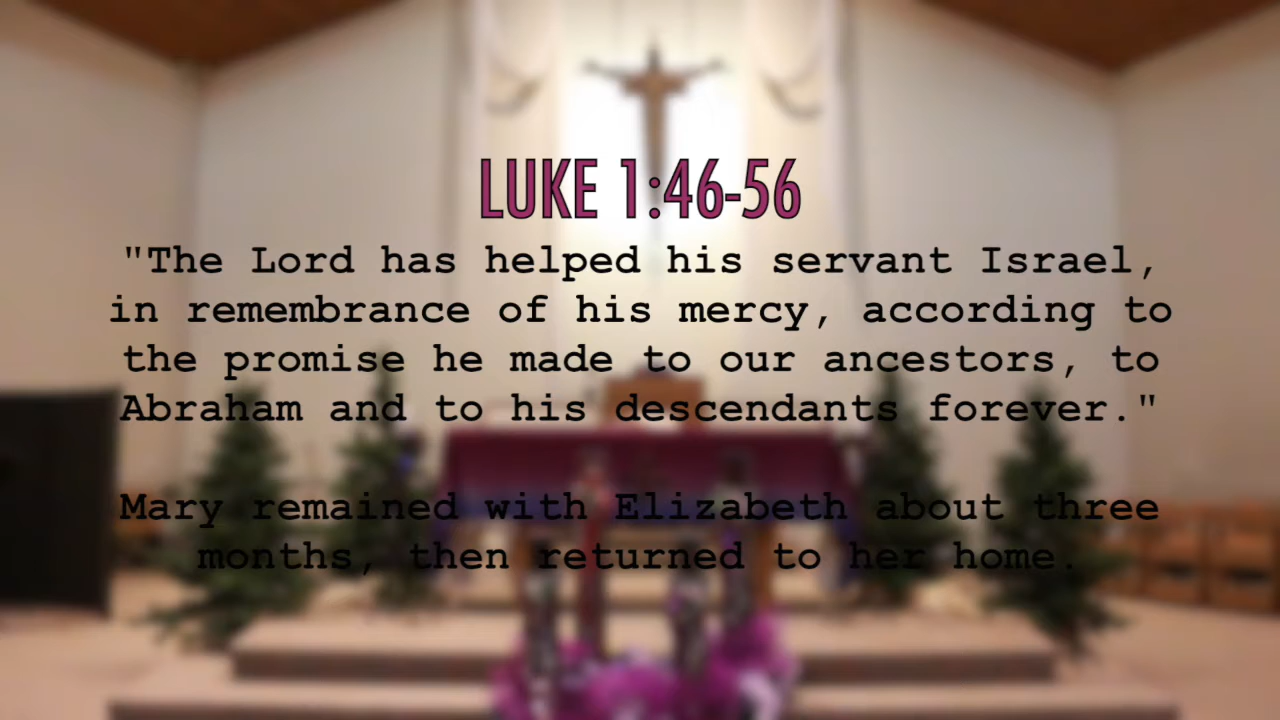 LUKE 1:46-56
"The Lord has helped his servant Israel,
in remembrance of his mercy, according to
the promise he made to our ancestors, to
Abraham and to his descendants forever."
Mary remained with Elizabeth about three
months, then returned to her home.